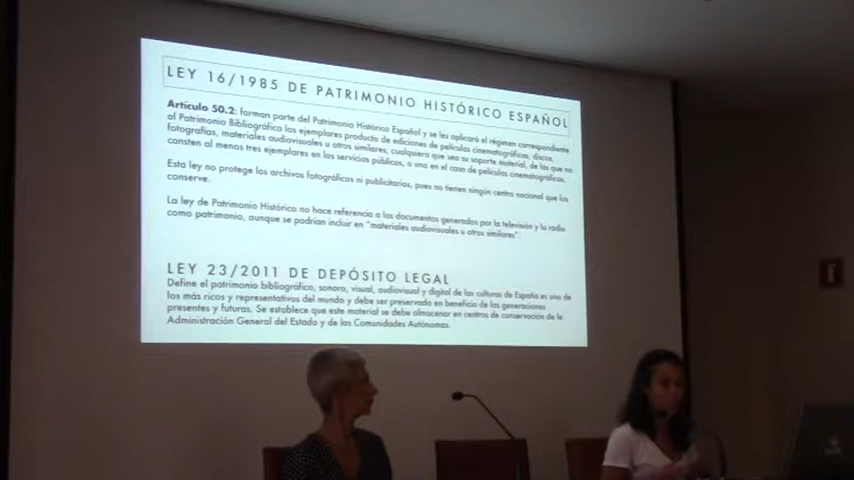 LEY 16/1985 DE PATRIMONIO HISTÓRICO ESPAÑOL
Artículo 50.2: forman parte del Patrimonio Histórico Español y se les aplicará el régimen correspondiente
al Patrimonio Bibliográfico los ejemplares producto de ediciones de películas cinematográficas, discos,
fotografías, materiales audiovisuales u otros similares, cualquiera que sea su soporte material, de las que no
consten al menos tres ejemplares en los servicios públicos, o uno en el caso de películas cinematográficas.
Esta ley no protege los archivos fotográficos ni publicitarios, pues no tienen ningún centro nacional que los
conserve.
La ley de Patrimonio Histórico no hace referencia a los documentos generados por la televisión y la radio
como patrimonio, aunque se podrían incluir en "materiales audiovisuales u otros similares".
LEY 23/2011 DE DEPÓSITO LEGAL
Define el patrimonio bibliográfico, sonoro, visual, audiovisual y digital de las culturas de España es uno de
los más ricos y representativos del mundo y debe ser preservado en beneficio de las generaciones
presentes y futuras. Se establece que este material se debe almacenar en centros de conservación de la
Administración General del Estado y de las Comunidades Autónomas.